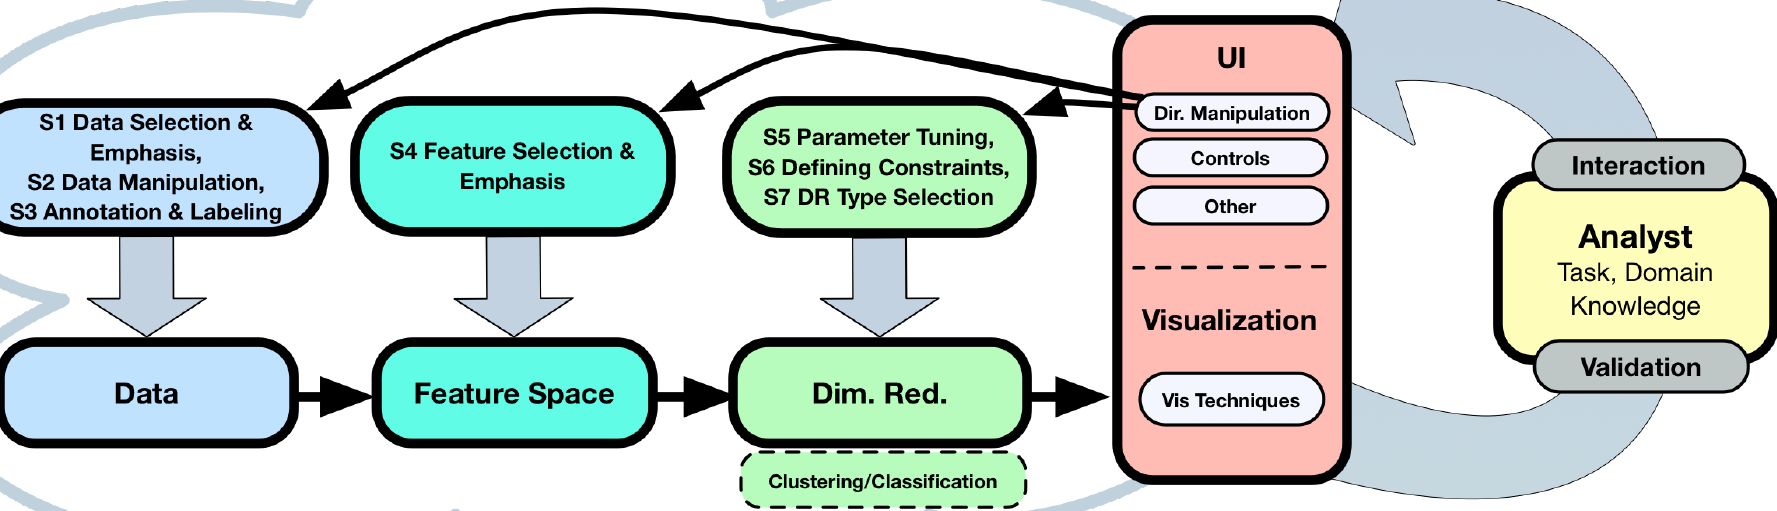 S1 Data Selection &
Emphasis,
S2 Data Manipulation,
S3 Annotation & Labeling
S4 Feature Selection &
Emphasis
S5 Parameter Tuning,
S6 Defining Constraints,
S7 DR Type Selection
UI
Dir. Manipulation
Controls
Other
Visualization
Vis Techniques
Interaction
Analyst
Task, Domain
Knowledge
Validation
Data
Feature Space
Dim. Red.
Clustering/Classification